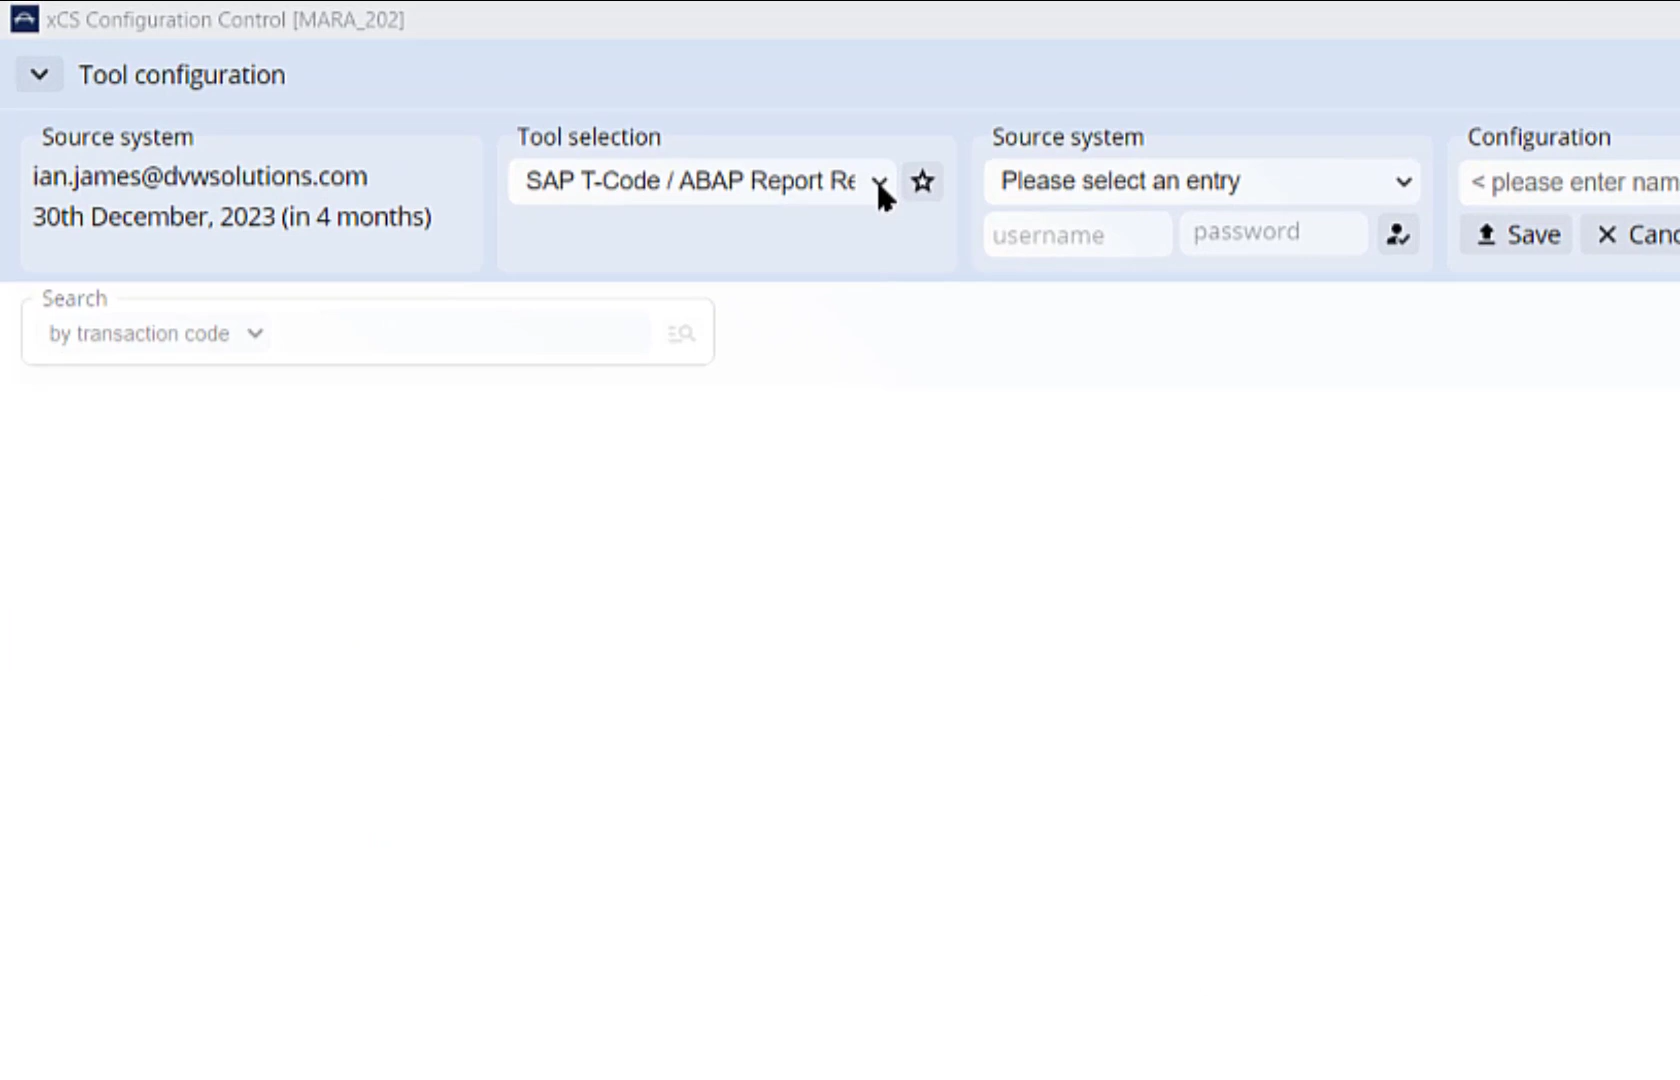 xCS Configuration Control [MARA_202]
Tool configuration
Source system
ian.james@dvwsolutions.com
30th December, 2023 (in 4 months)
Tool selection
SAP T-Code / ABAP Report Re
Source system
Please select an entry
username
password
Configuration
< please enter nam
Save
Canc
Search
by transaction code